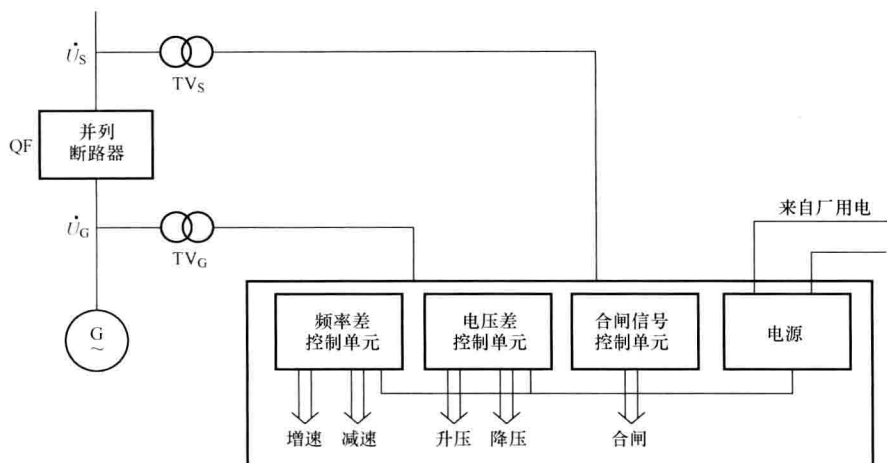 U̇S
TVS
QF
并列
断路器
来自厂用电
U̇G
TVG
G
~
频率差
控制单元
电压差
控制单元
合闸信号
控制单元
电源
增速
减速
升压
降压
合闸